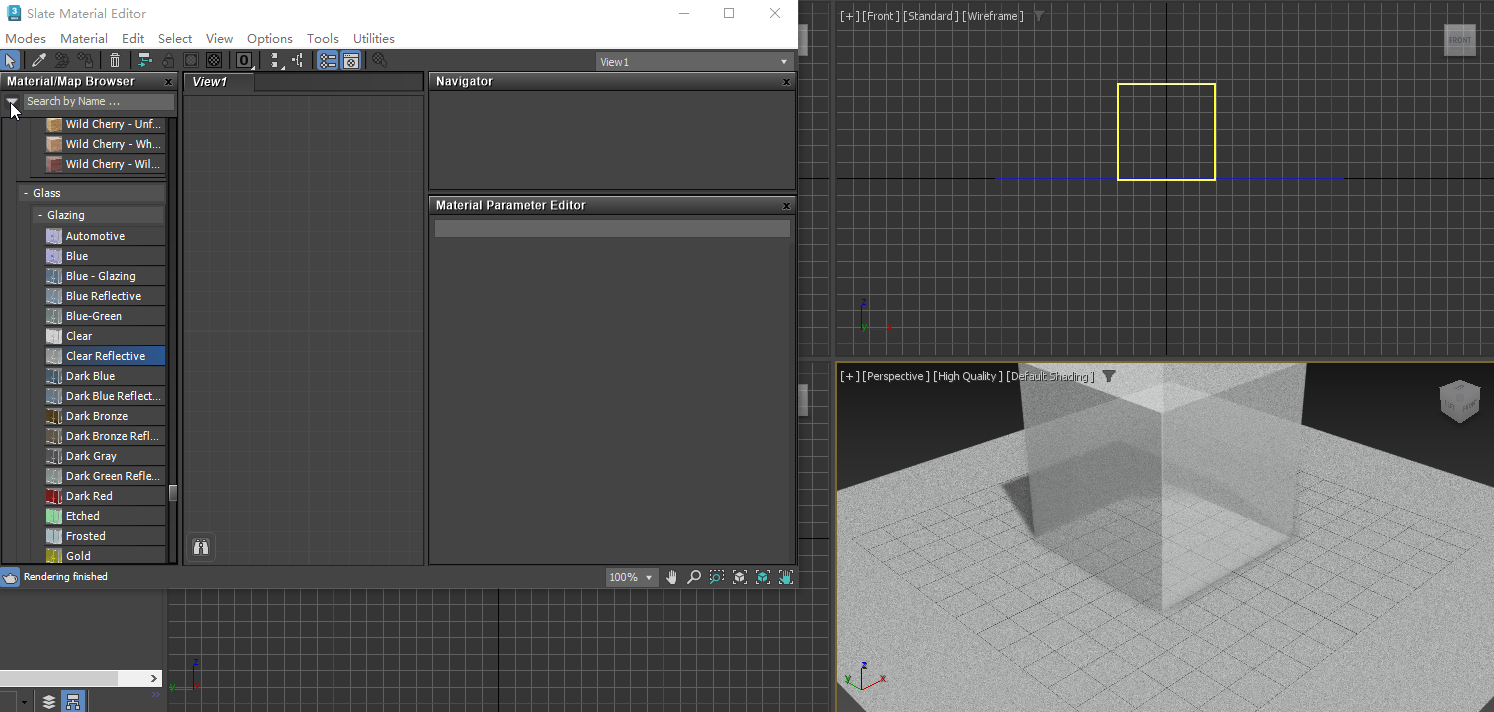 Slate Material Editor
Modes Material Edit Select View Options Tools Utilities
0
View1
Material/Map Browser x
View1
Navigator x
Search by Name ...
Wild Cherry - Unf...
Wild Cherry - Wh...
Wild Cherry - Wil...
- Glass
- Glazing
Automotive
Blue
Blue - Glazing
Blue Reflective
Blue-Green
Clear
Clear Reflective
Dark Blue
Dark Blue Reflect...
Dark Bronze
Dark Bronze Refl...
Dark Gray
Dark Green Refle...
Dark Red
Etched
Frosted
Gold
Material Parameter Editor x
Rendering finished
100%
z
y
x
[+] [Front ] [Standard ] [Wireframe ]
FRONT
z
y
x
[+] [Perspective ] [High Quality ] [Default Shading ]
z
y
x